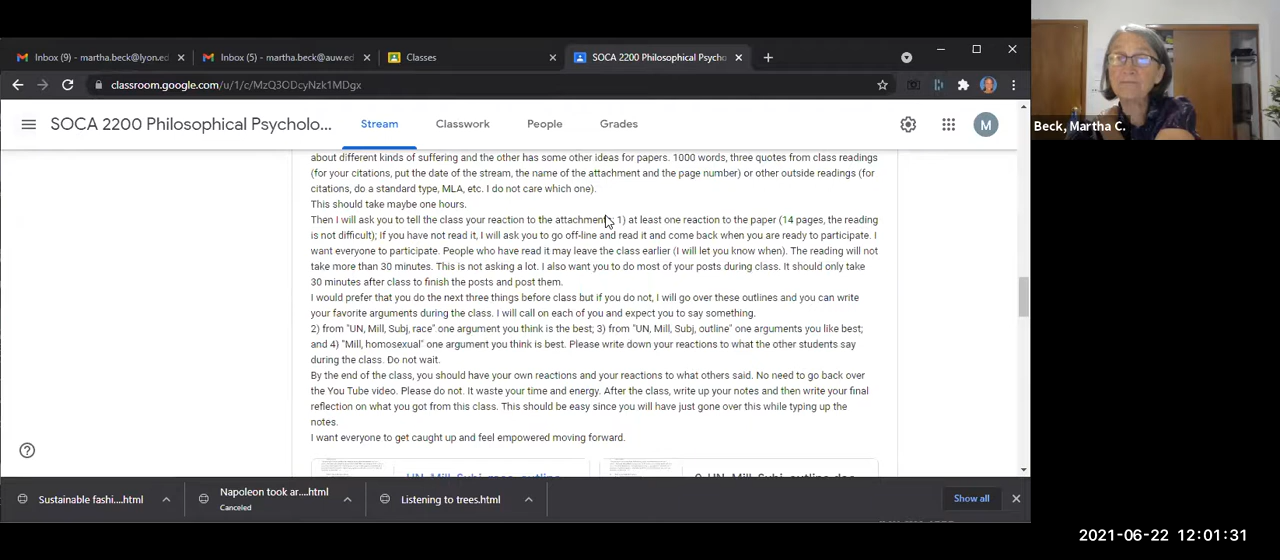 Inbox (9) - martha.beck@lyon.ed
Inbox (5) - martha.beck@auw.ed
Classes
SOCA 2200 Philosophical Psycho
classroom.google.com/u/1/c/MzQ3ODcyNzk1MDgx
SOCA 2200 Philosophical Psycholo...
Stream
Classwork
People
Grades
M
about different kinds of suffering and the other has some other ideas for papers. 1000 words, three quotes from class readings
(for your citations, put the date of the stream, the name of the attachment and the page number) or other outside readings (for
citations, do a standard type, MLA, etc. I do not care which one).
This should take maybe one hours.
Then I will ask you to tell the class your reaction to the attachments: 1) at least one reaction to the paper (14 pages, the reading
is not difficult); If you have not read it, I will ask you to go off-line and read it and come back when you are ready to participate. I
want everyone to participate. People who have read it may leave the class earlier (I will let you know when). The reading will not
take more than 30 minutes. This is not asking a lot. I also want you to do most of your posts during class. It should only take
30 minutes after class to finish the posts and post them.
I would prefer that you do the next three things before class but if you do not, I will go over these outlines and you can write
your favorite arguments during the class. I will call on each of you and expect you to say something.
2) from "UN, Mill, Subj, race" one argument you think is the best; 3) from "UN, Mill, Subj, outline" one arguments you like best;
and 4) "Mill, homosexual" one argument you think is best. Please write down your reactions to what the other students say
during the class. Do not wait.
By the end of the class, you should have your own reactions and your reactions to what others said. No need to go back over
the You Tube video. Please do not. It waste your time and energy. After the class, write up your notes and then write your final
reflection on what you got from this class. This should be easy since you will have just gone over this while typing up the
notes.
I want everyone to get caught up and feel empowered moving forward.
UN, Mill, Subj, race, outline
0-UN, Mill, Subj, outline.doc
Sustainable fashi....html
Napoleon took ar....html
Canceled
Listening to trees.html
Show all
Beck, Martha C.
2021-06-22 12:01:31